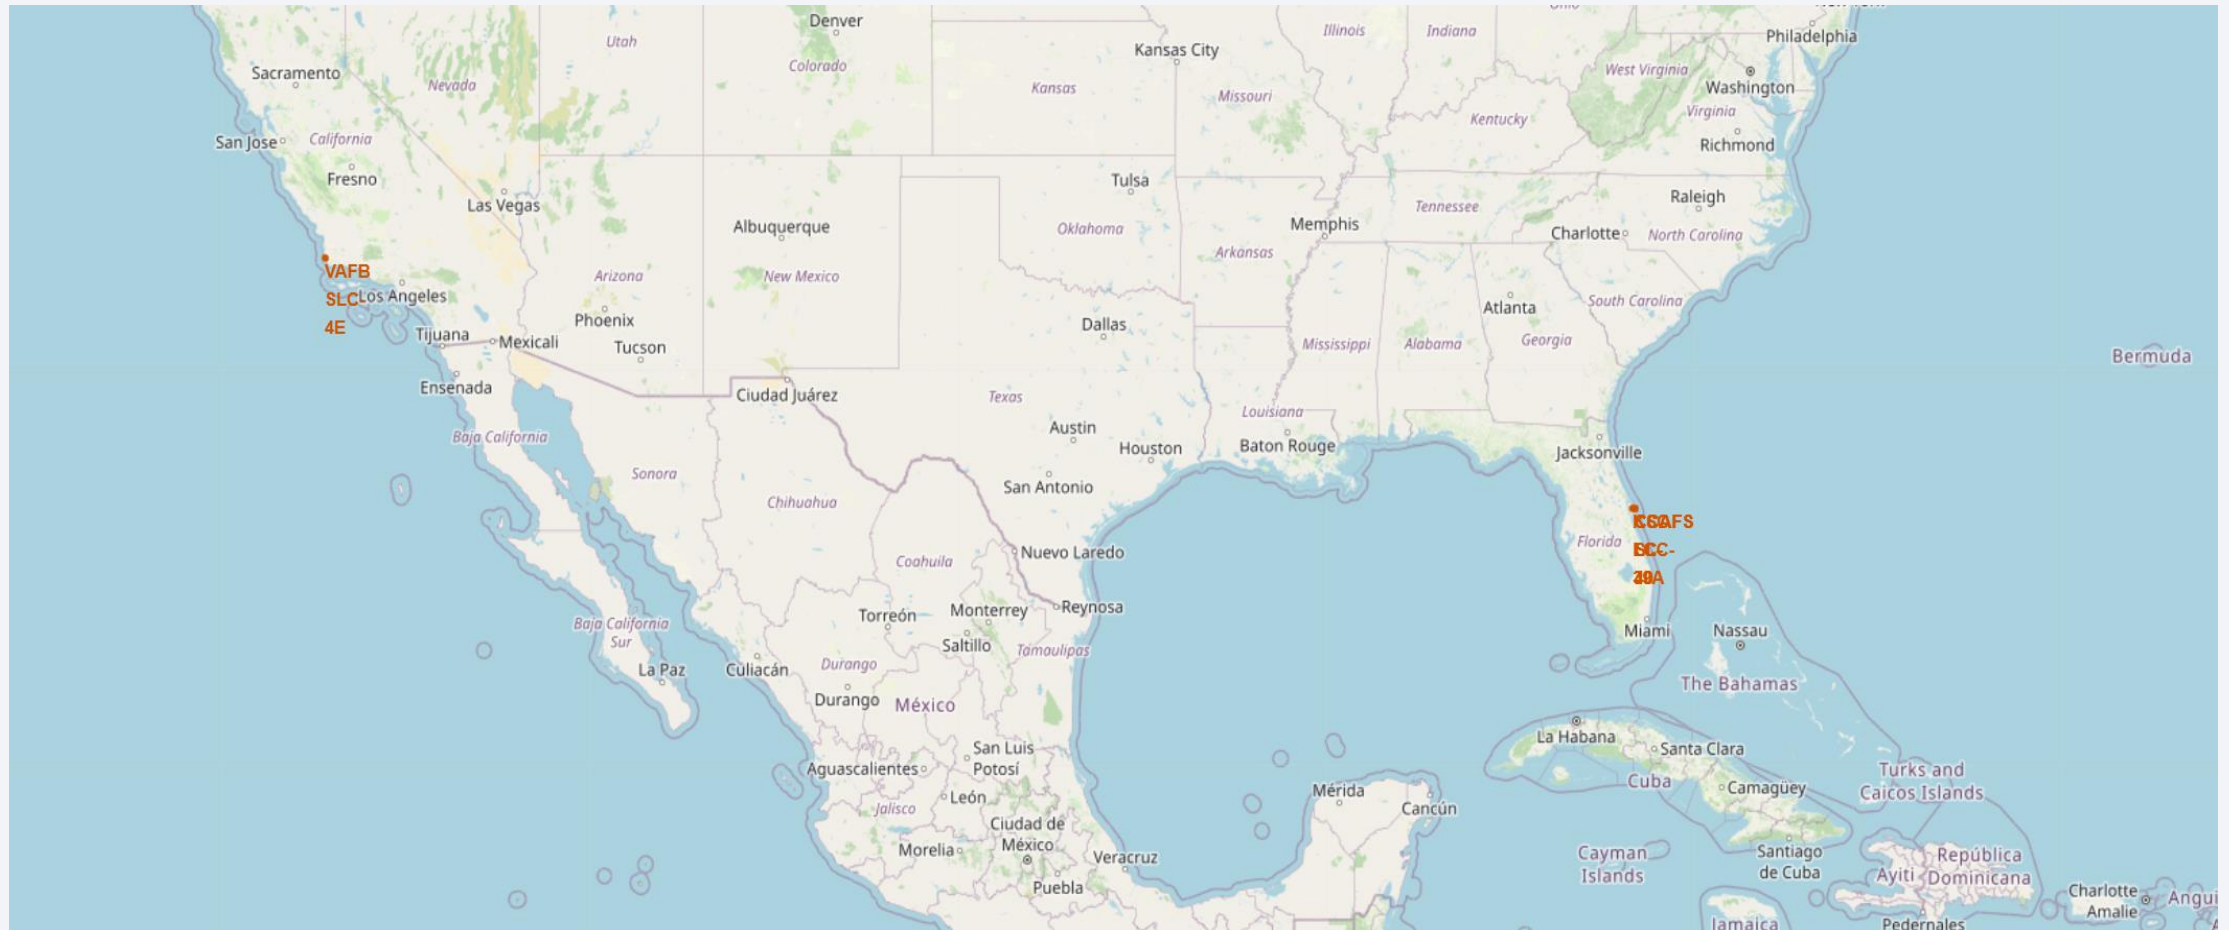 Denver
Philadelphia
Utah
Kansas City
Illinois
Indiana
Colorado
Sacramento
Nevada
Kansas
Missouri
West Virginia
Washington
Virginia
Kentucky
San Jose
California
Richmond
Fresno
Tulsa
Las Vegas
Raleigh
Albuquerque
Oklahoma
Memphis
Tennessee
Charlotte
North Carolina
Arkansas
VAFB
SLC-
4E
Los Angeles
Arizona
New Mexico
South Carolina
Atlanta
Phoenix
Dallas
Tijuana
Mexicali
Tucson
Mississippi
Alabama
Georgia
Bermuda
Ensenada
Ciudad Juárez
Texas
Louisiana
Austin
Baja California
Houston
Baton Rouge
Jacksonville
Sonora
San Antonio
Chihuahua
Florida
Nuevo Laredo
Coahuila
Torreón
Monterrey
Reynosa
Baja California
Sur
Saltillo
Tamaulipas
Miami
Nassau
La Paz
Culiacán
Durango
Durango
México
The Bahamas
La Habana
Santa Clara
San Luis
Potosí
Aguascalientes
Cuba
Turks and
Caicos Islands
Camagüey
Jalisco
León
Mérida
Cancún
Ciudad de
México
Morelia
Veracruz
Puebla
Cayman
Islands
Santiago
de Cuba
Ayiti
República
Dominicana
Charlotte
Amalie
Jamaica
Pedernales